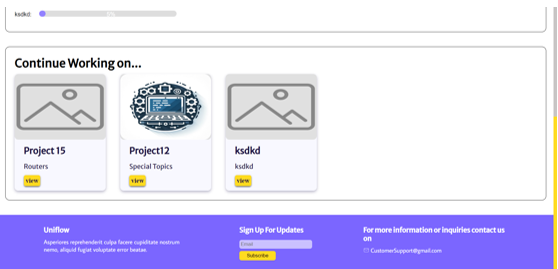 ksdkd:
0%
Continue Working on...
Project 15
Project12
ksdkd
Routers
Special Topics
ksdkd
view
view
view
Uniflow
Asperiores reprehenderit culpa facere cupiditate nostrum
nemo, aliquid fugiat voluptate error beatae.
Sign Up For Updates
Email
Subscribe
For more information or inquiries contact us
on
CustomerSupport@gmail.com